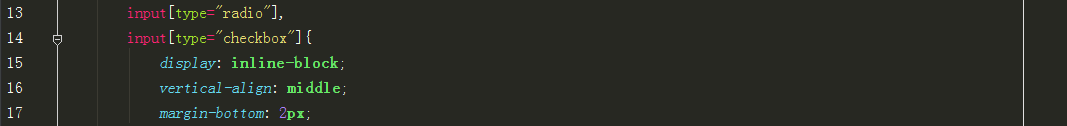 13 input[type="radio"],
14 input[type="checkbox"]{
15 display: inline-block;
16 vertical-align: middle;
17 margin-bottom: 2px;